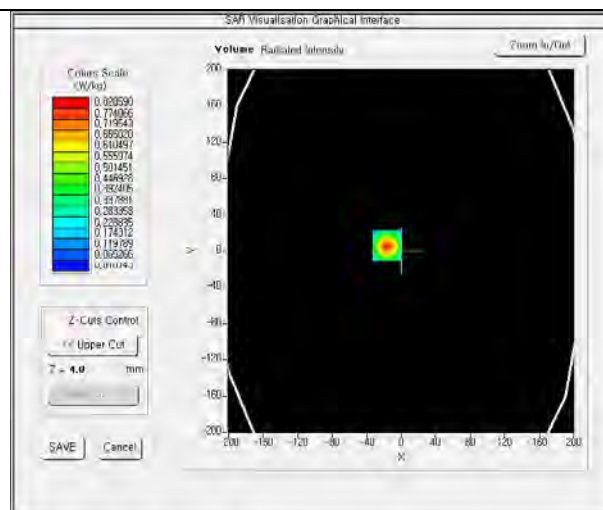 SAR Visualisation Graphical Interface
Volume Radiated Intensity
Zoom In/Out
Colors Scale
(W/kg)
0.828590
0.774066
0.719543
0.665020
0.610497
0.555974
0.501451
0.446928
0.392405
0.337881
0.283358
0.228835
0.174312
0.119789
0.065266
0.010743
200
160
120
80
40
0
-40
-80
-120
-160
-200
Y
-200 -160 -120 -80 -40 0 40 80 120 160 200
X
Z-Cuts Control
<< Upper Cut
Z = 4.0 mm
SAVE Cancel